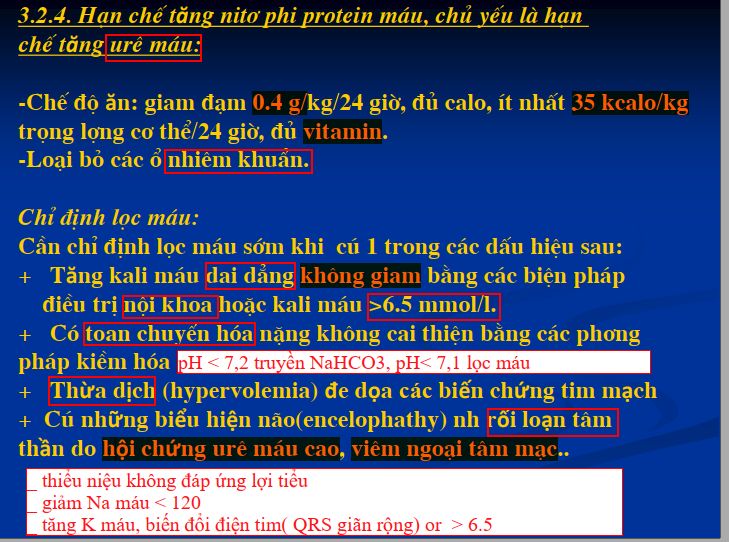 3.2.4. Hạn chế tăng nitơ phi protein máu, chủ yếu là hạn
chế tăng urê máu:
-Chế độ ăn: giam đạm 0.4 g/kg/24 giờ, đủ calo, ít nhất 35 kcalo/kg
trọng lợng cơ thể/24 giờ, đủ vitamin.
-Loại bỏ các ổ nhiêm khuẩn.
Chỉ định lọc máu:
Cần chỉ định lọc máu sớm khi cú 1 trong các dấu hiệu sau:
+ Tăng kali máu dai dẳng không giam bằng các biện pháp
điều trị nội khoa hoặc kali máu >6.5 mmol/l.
+ Có toan chuyến hóa nặng không cai thiện bằng các phơng
pháp kiềm hóa pH < 7,2 truyền NaHCO3, pH< 7,1 lọc máu
+ Thừa dịch (hypervolemia) đe dọa các biến chứng tim mạch
+ Cú những biểu hiện não(encelophathy) nh rối loạn tâm
thần do hội chứng urê máu cao, viêm ngoại tâm mạc..
_ thiểu niệu không đáp ứng lợi tiểu
_ giảm Na máu < 120
_ tăng K máu, biến đổi điện tim( QRS giãn rộng) or > 6.5